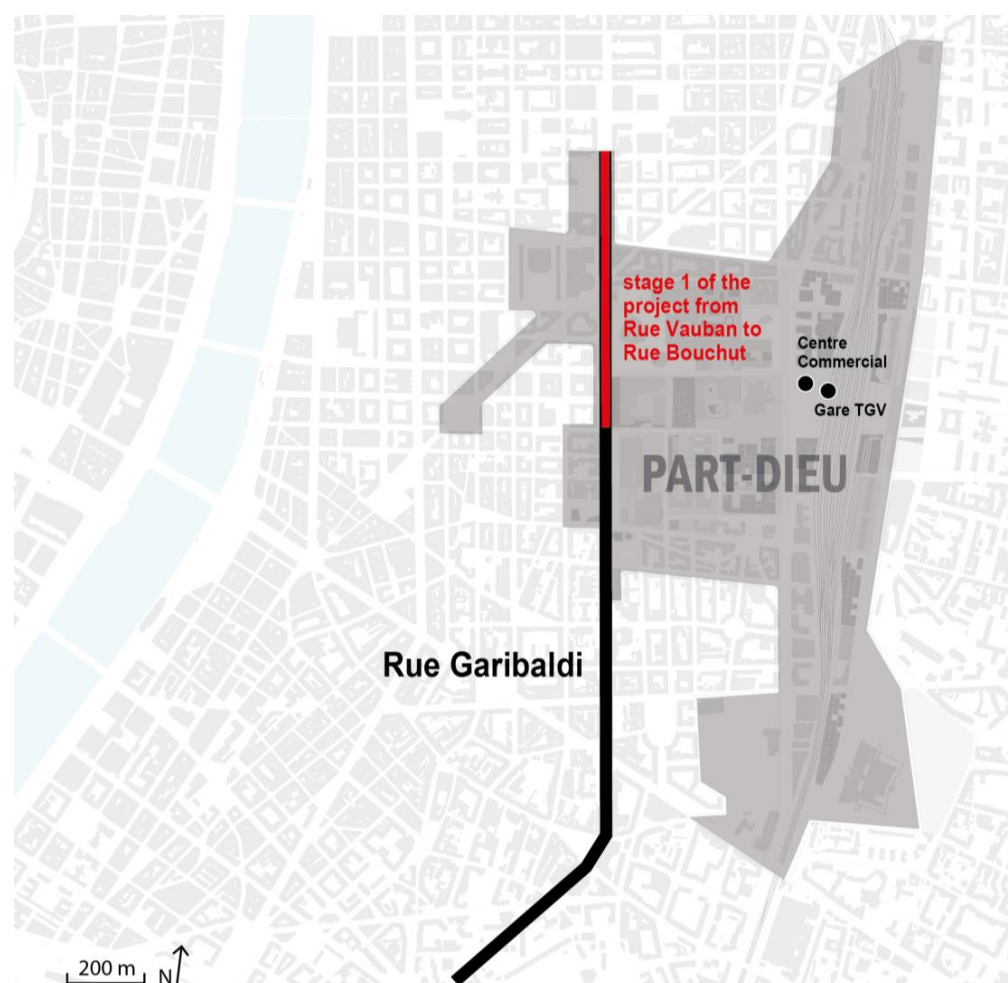 stage 1 of the
project from
Rue Vauban to
Rue Bouchut
Centre
Commercial
Gare TGV
PART-DIEU
Rue Garibaldi
200 m
N